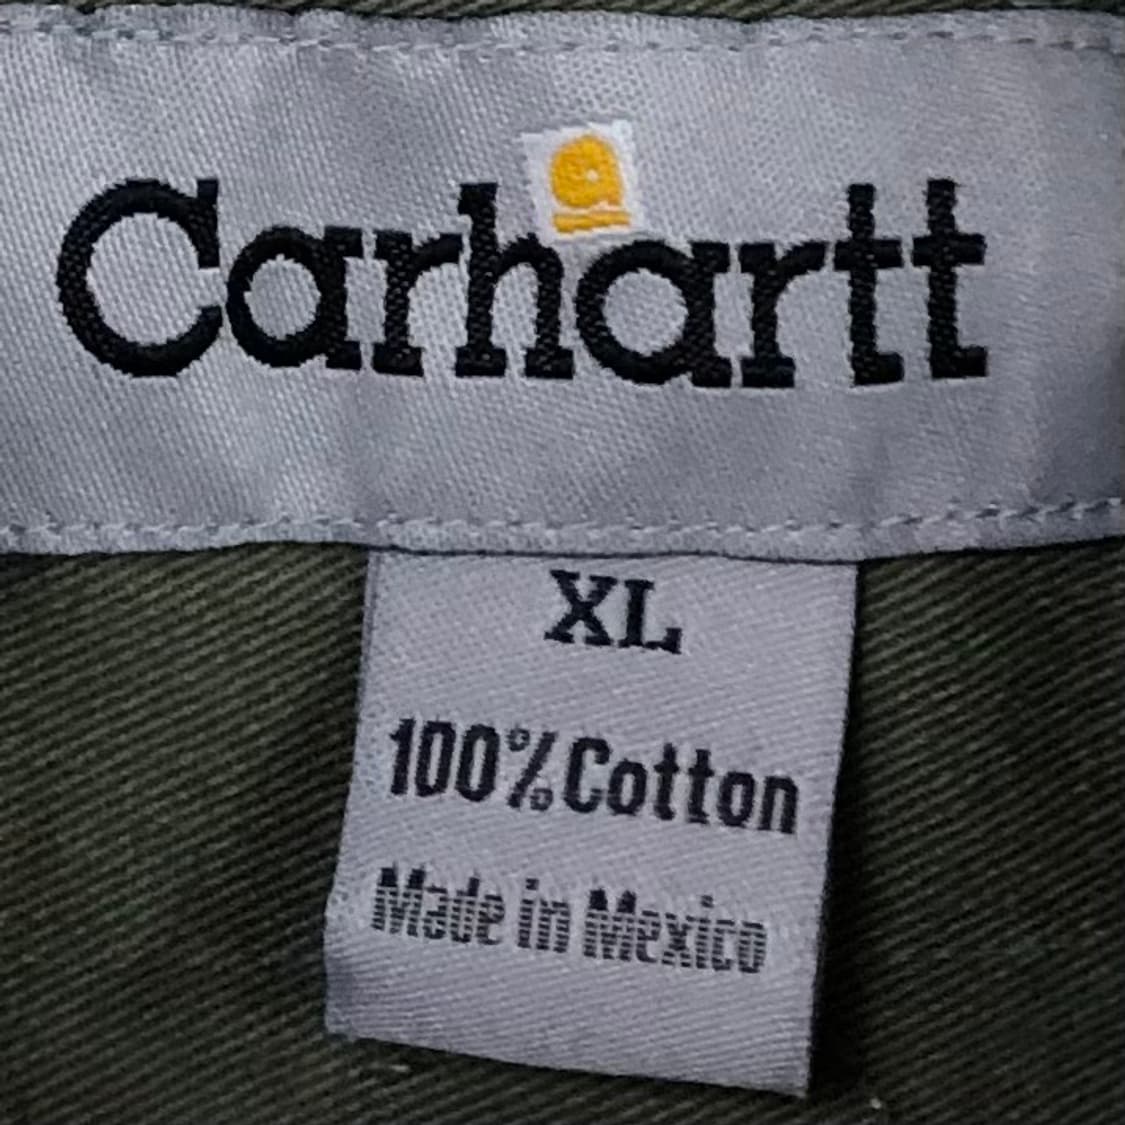 Carhartt
XL
100% Cotton
Made in Mexico